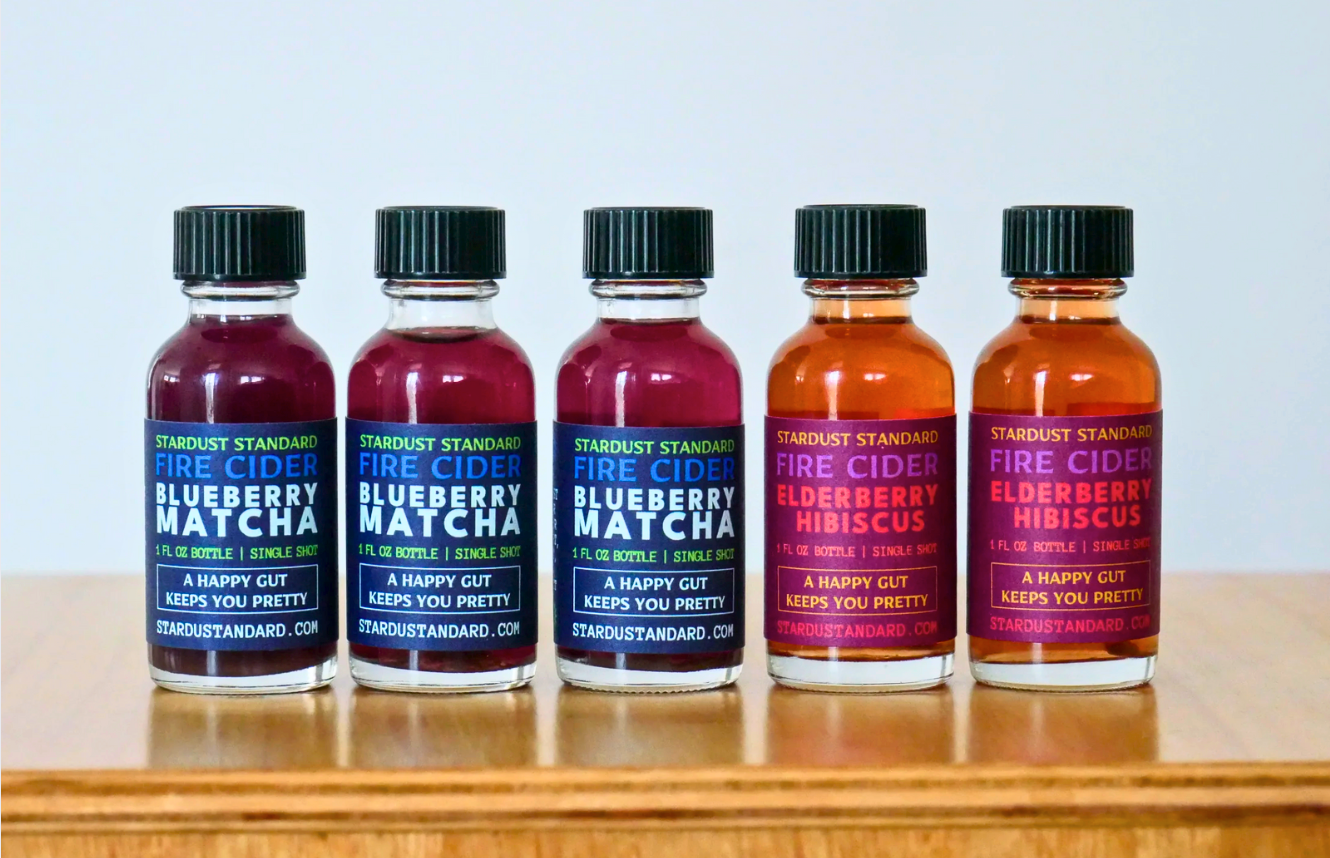 STARDUST STANDARD
FIRE CIDER
BLUEBERRY
MATCHA
1 FL OZ BOTTLE | SINGLE SHOT
A HAPPY GUT
KEEPS YOU PRETTY
STARDUSTANDARD.COM
STARDUST STANDARD
FIRE CIDER
BLUEBERRY
MATCHA
1 FL OZ BOTTLE | SINGLE SHOT
A HAPPY GUT
KEEPS YOU PRETTY
STARDUSTANDARD.COM
STARDUST STANDARD
FIRE CIDER
BLUEBERRY
MATCHA
1 FL OZ BOTTLE | SINGLE SHOT
A HAPPY GUT
KEEPS YOU PRETTY
STARDUSTANDARD.COM
STARDUST STANDARD
FIRE CIDER
ELDERBERRY
HIBISCUS
1 FL OZ BOTTLE | SINGLE SHOT
A HAPPY GUT
KEEPS YOU PRETTY
STARDUSTANDARD.COM
STARDUST STANDARD
FIRE CIDER
ELDERBERRY
HIBISCUS
1 FL OZ BOTTLE | SINGLE SHOT
A HAPPY GUT
KEEPS YOU PRETTY
STARDUSTANDARD.COM